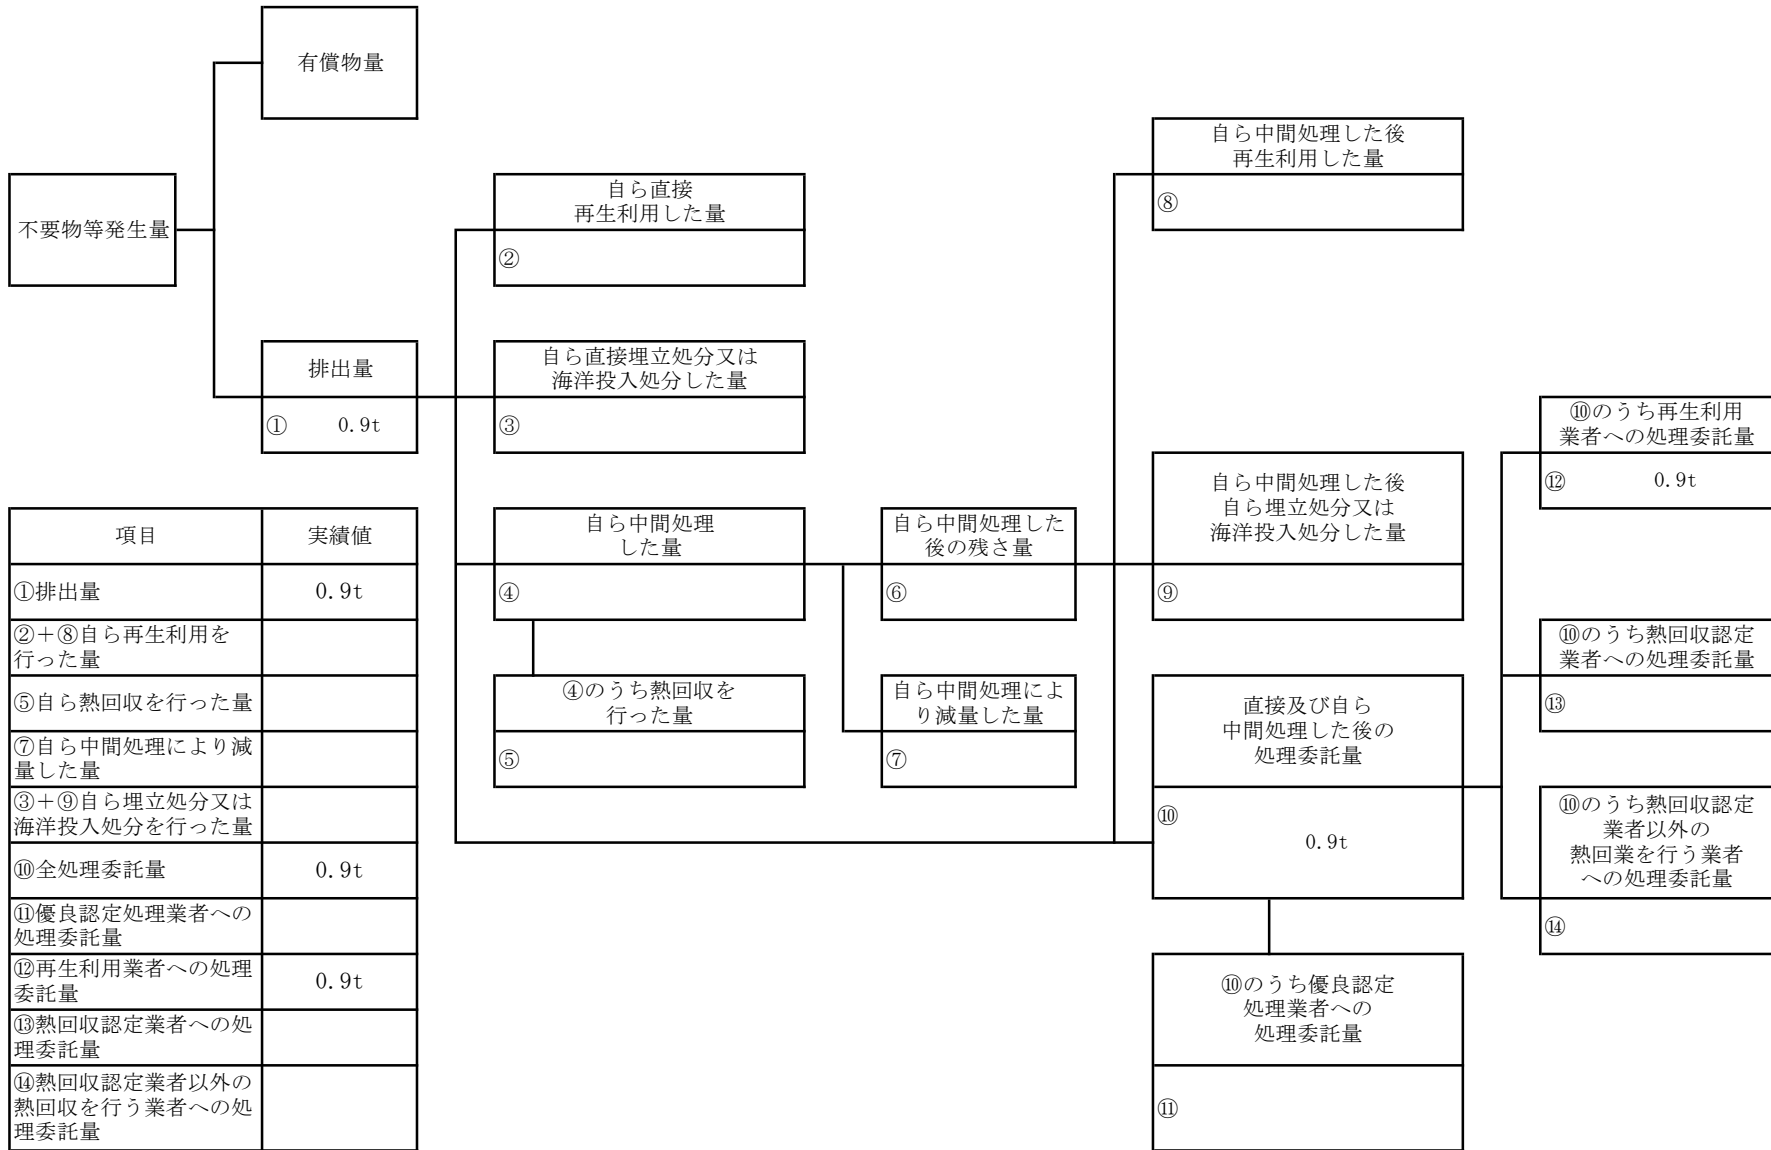 有償物量
不要物等発生量
排出量
① 0.9t
自ら直接
再生利用した量
②
自ら直接埋立処分又は
海洋投入処分した量
③
自ら中間処理
した量
④
④のうち熱回収を
行った量
⑤
自ら中間処理した
後の残さ量
⑥
自ら中間処理によ
り減量した量
⑦
自ら中間処理した後
再生利用した量
⑧
自ら中間処理した後
自ら埋立処分又は
海洋投入処分した量
⑨
直接及び自ら
中間処理した後の
処理委託量
⑩
0.9t
⑩のうち優良認定
処理業者への
処理委託量
⑪
⑩のうち再生利用
業者への処理委託量
⑫ 0.9t
⑩のうち熱回収認定
業者への処理委託量
⑬
⑩のうち熱回収認定
業者以外の
熱回業を行う業者
への処理委託量
⑭
項目 実績値
①排出量 0.9t
②+⑧自ら再生利用を
行った量
⑤自ら熱回収を行った量
⑦自ら中間処理により減
量した量
③+⑨自ら埋立処分又は
海洋投入処分を行った量
⑩全処理委託量 0.9t
⑪優良認定処理業者への
処理委託量
⑫再生利用業者への処理
委託量 0.9t
⑬熱回収認定業者への処
理委託量
⑭熱回収認定業者以外の
熱回収を行う業者への処
理委託量